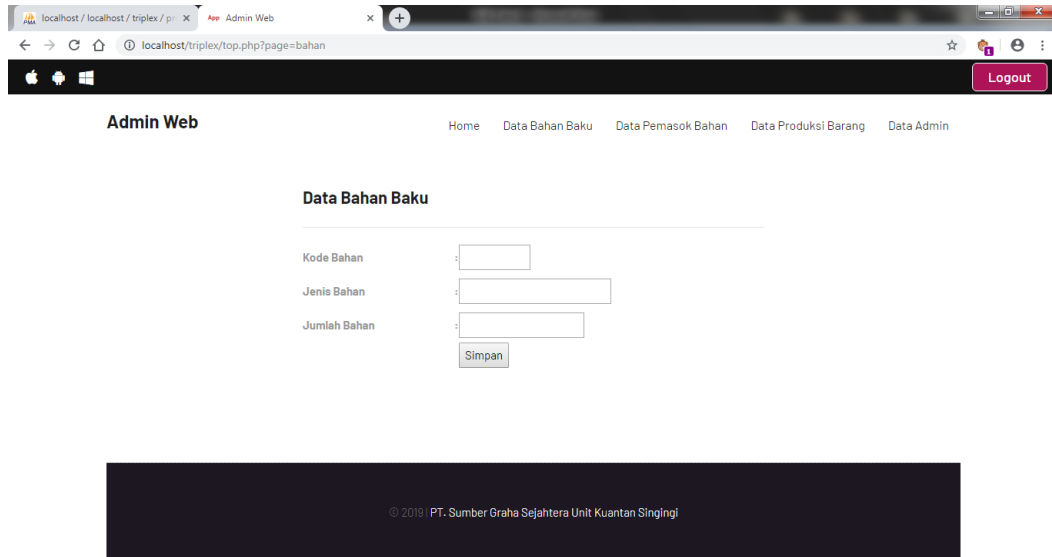 localhost / localhost / triplex / pr
App Admin Web
localhost/triplex/top.php?page=bahan
1
Logout
Admin Web
Home Data Bahan Baku Data Pemasok Bahan Data Produksi Barang Data Admin
Data Bahan Baku
Kode Bahan :
Jenis Bahan :
Jumlah Bahan :
Simpan
© 2019 | PT. Sumber Graha Sejahtera Unit Kuantan Singingi